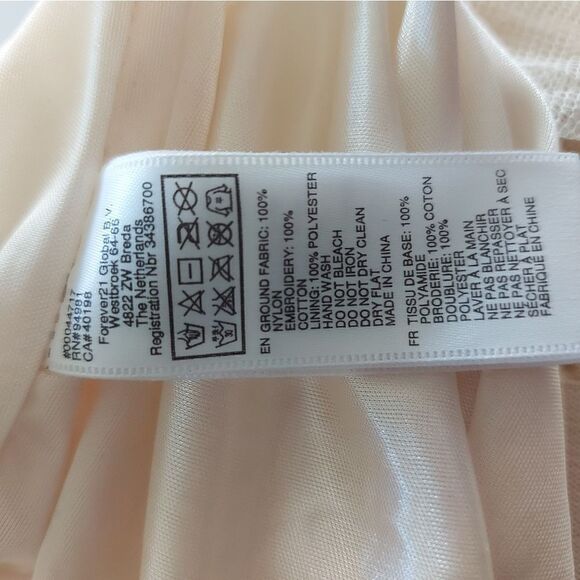 #000447717
RN#94981
CA#40198
Forever21 Global B.V.
Westbroek 64-66
4822 ZW Breda
The Netherlands
Registration Nbr 34386700
EN GROUND FABRIC: 100%
NYLON
EMBROIDERY: 100%
COTTON
LINING: 100% POLYESTER
HAND WASH
DO NOT BLEACH
DO NOT IRON
DO NOT DRY CLEAN
DRY FLAT
MADE IN CHINA
FR TISSU DE BASE: 100%
POLYAMIDE
BRODERIE: 100% COTON
DOUBLURE: 100%
POLYESTER
LAVER À LA MAIN
NE PAS BLANCHIR
NE PAS REPASSER
NE PAS NETTOYER À SEC
SÉCHER À PLAT
FABRIQUÉ EN CHINE